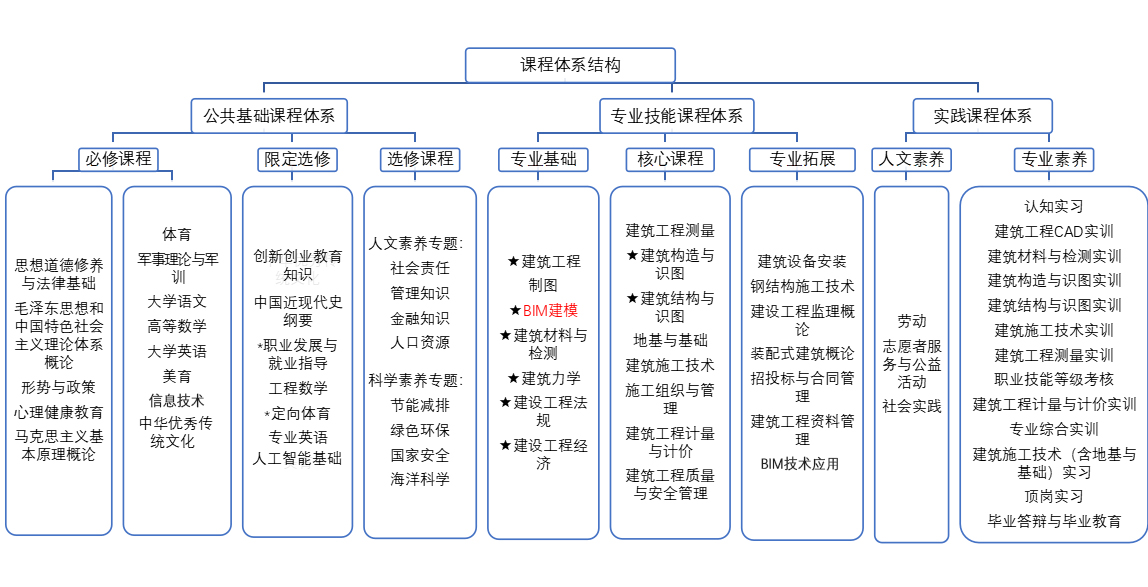 课程体系结构
公共基础课程体系
专业技能课程体系
实践课程体系
必修课程
限定选修
选修课程
专业基础
核心课程
专业拓展
人文素养
专业素养
思想道德修养
与法律基础
毛泽东思想和
中国特色社会
主义理论体系
概论
形势与政策
心理健康教育
马克思主义基
本原理概论
体育
军事理论与军
训
大学语文
高等数学
大学英语
美育
信息技术
中华优秀传
统文化
创新创业教育
知识
中国近现代史
纲要
*职业发展与
就业指导
工程数学
*定向体育
专业英语
人工智能基础
人文素养专题：
社会责任
管理知识
金融知识
人口资源
科学素养专题：
节能减排
绿色环保
国家安全
海洋科学
★建筑工程
制图
★BIM建模
★建筑材料与
检测
★建筑力学
★建设工程法
规
★建设工程经
济
建筑工程测量
★建筑构造与
识图
★建筑结构与
识图
地基与基础
建筑施工技术
施工组织与管
理
建筑工程计量
与计价
建筑工程质量
与安全管理
建筑设备安装
钢结构施工技术
建设工程监理概
论
装配式建筑概论
招投标与合同管
理
建筑工程资料管
理
BIM技术应用
劳动
志愿者服
务与公益
活动
社会实践
认知实习
建筑工程CAD实训
建筑材料与检测实训
建筑构造与识图实训
建筑结构与识图实训
建筑施工技术实训
建筑工程测量实训
职业技能等级考核
建筑工程计量与计价实训
专业综合实训
建筑施工技术（含地基与
基础）实习
顶岗实习
毕业答辩与毕业教育